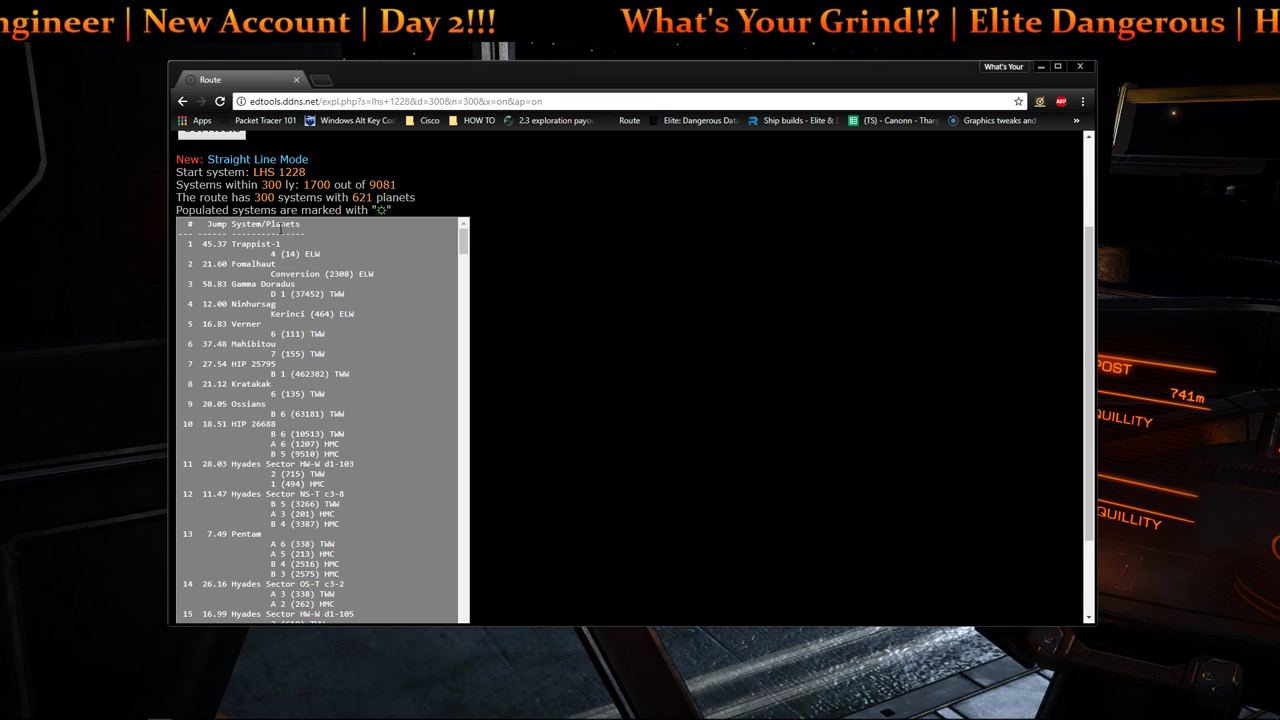 ngineer | New Account | Day 2!!!
What's Your Grind!? | Elite Dangerous | H
Route
What's Your
edtools.ddns.net/expl.php?s=lhs+1228&d=300&n=300&x=on&ap=on
Apps
Packet Tracer 101
Windows Alt Key Co
Cisco
HOW TO
2.3 exploration payo
Route
Elite: Dangerous Dat
Ship builds - Elite &
(TS) - Canonn - Tharg
Graphics tweaks and
»
New: Straight Line Mode
Start system: LHS 1228
Systems within 300 ly: 1700 out of 9081
The route has 300 systems with 621 planets
Populated systems are marked with "☼"
# Jump System/Planets
--- ------ ---------------
1 45.37 Trappist-1
4 (14) ELW
2 21.60 Fomalhaut
Conversion (2308) ELW
3 58.83 Gamma Doradus
D 1 (37452) TWW
4 12.00 Ninhursag
Kerinci (464) ELW
5 16.83 Verner
6 (111) TWW
6 37.48 Mahibitou
7 (155) TWW
7 27.54 HIP 25795
B 1 (462382) TWW
8 21.12 Kratakak
6 (135) TWW
9 20.05 Ossians
B 6 (63181) TWW
10 18.51 HIP 26688
B 6 (10513) TWW
A 6 (1207) HMC
B 5 (9510) HMC
11 28.03 Hyades Sector HW-W d1-103
2 (715) TWW
1 (494) HMC
12 11.47 Hyades Sector NS-T c3-8
B 5 (3266) TWW
A 3 (201) HMC
B 4 (3387) HMC
13 7.49 Pentam
A 6 (338) TWW
A 5 (213) HMC
B 4 (2516) HMC
B 3 (2575) HMC
14 26.16 Hyades Sector OS-T c3-2
A 3 (338) TWW
A 2 (262) HMC
15 16.99 Hyades Sector HW-W d1-105
POST
741m
QUILLITY
QUILLITY